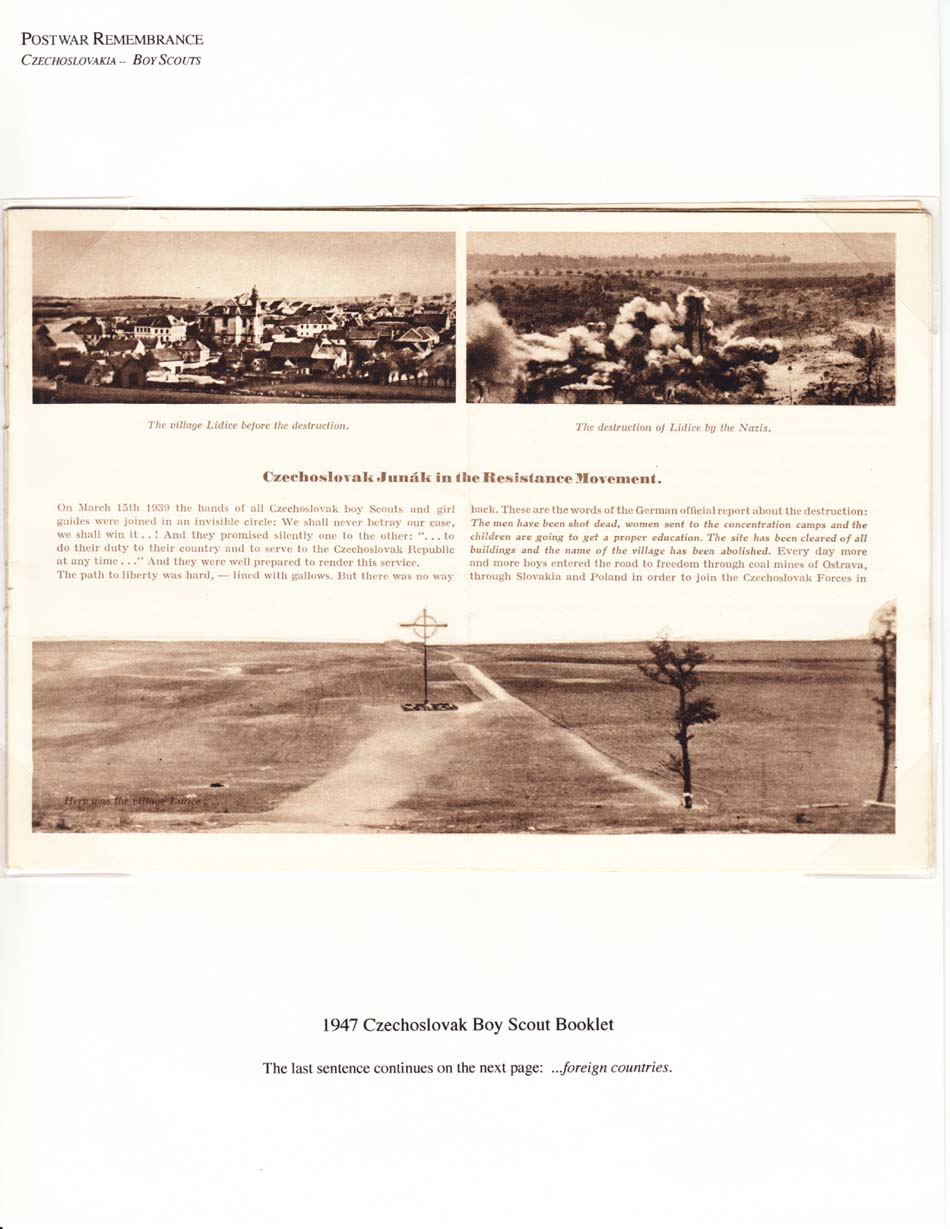 POSTWAR REMEMBRANCE
CZECHOSLOVAKIA -- BOY SCOUTS
The village Lidice before the destruction.
The destruction of Lidice by the Nazis.
Czechoslovak Junák in the Resistance Movement.
On March 15th 1939 the hands of all Czechoslovak boy Scouts and girl
guides were joined in an invisible circle: We shall never betray our case,
we shall win it . . ! And they promised silently one to the other: “. . . to
do their duty to their country and to serve to the Czechoslovak Republic
at any time . . .” And they were well prepared to render this service.
The path to liberty was hard, — lined with gallows. But there was no way
back. These are the words of the German official report about the destruction:
The men have been shot dead, women sent to the concentration camps and the
children are going to get a proper education. The site has been cleared of all
buildings and the name of the village has been abolished. Every day more
and more boys entered the road to freedom through coal mines of Ostrava,
through Slovakia and Poland in order to join the Czechoslovak Forces in
Here was the village Lidice . . .
1947 Czechoslovak Boy Scout Booklet
The last sentence continues on the next page: ...foreign countries.